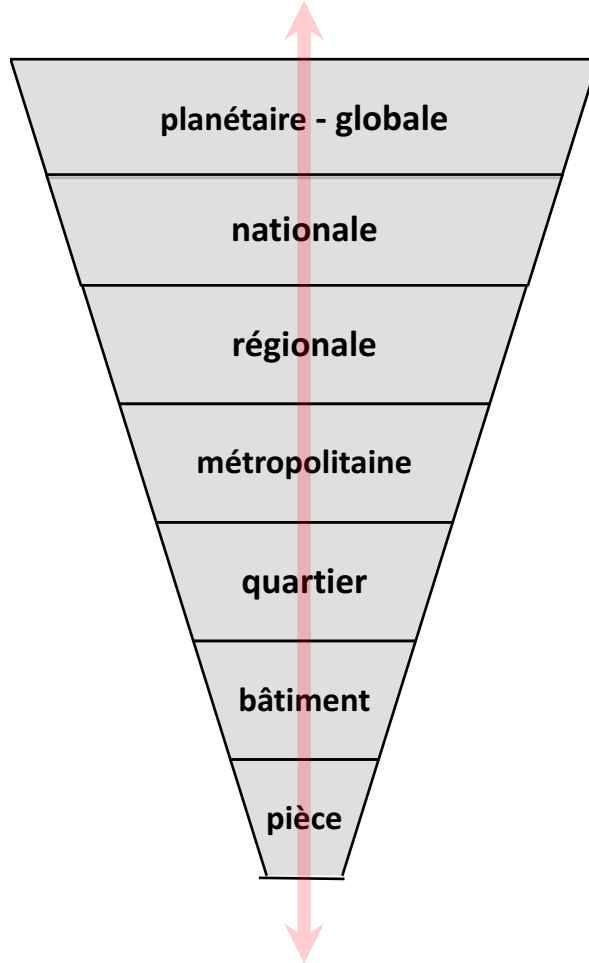 planétaire - globale
nationale
régionale
métropolitaine
quartier
bâtiment
pièce